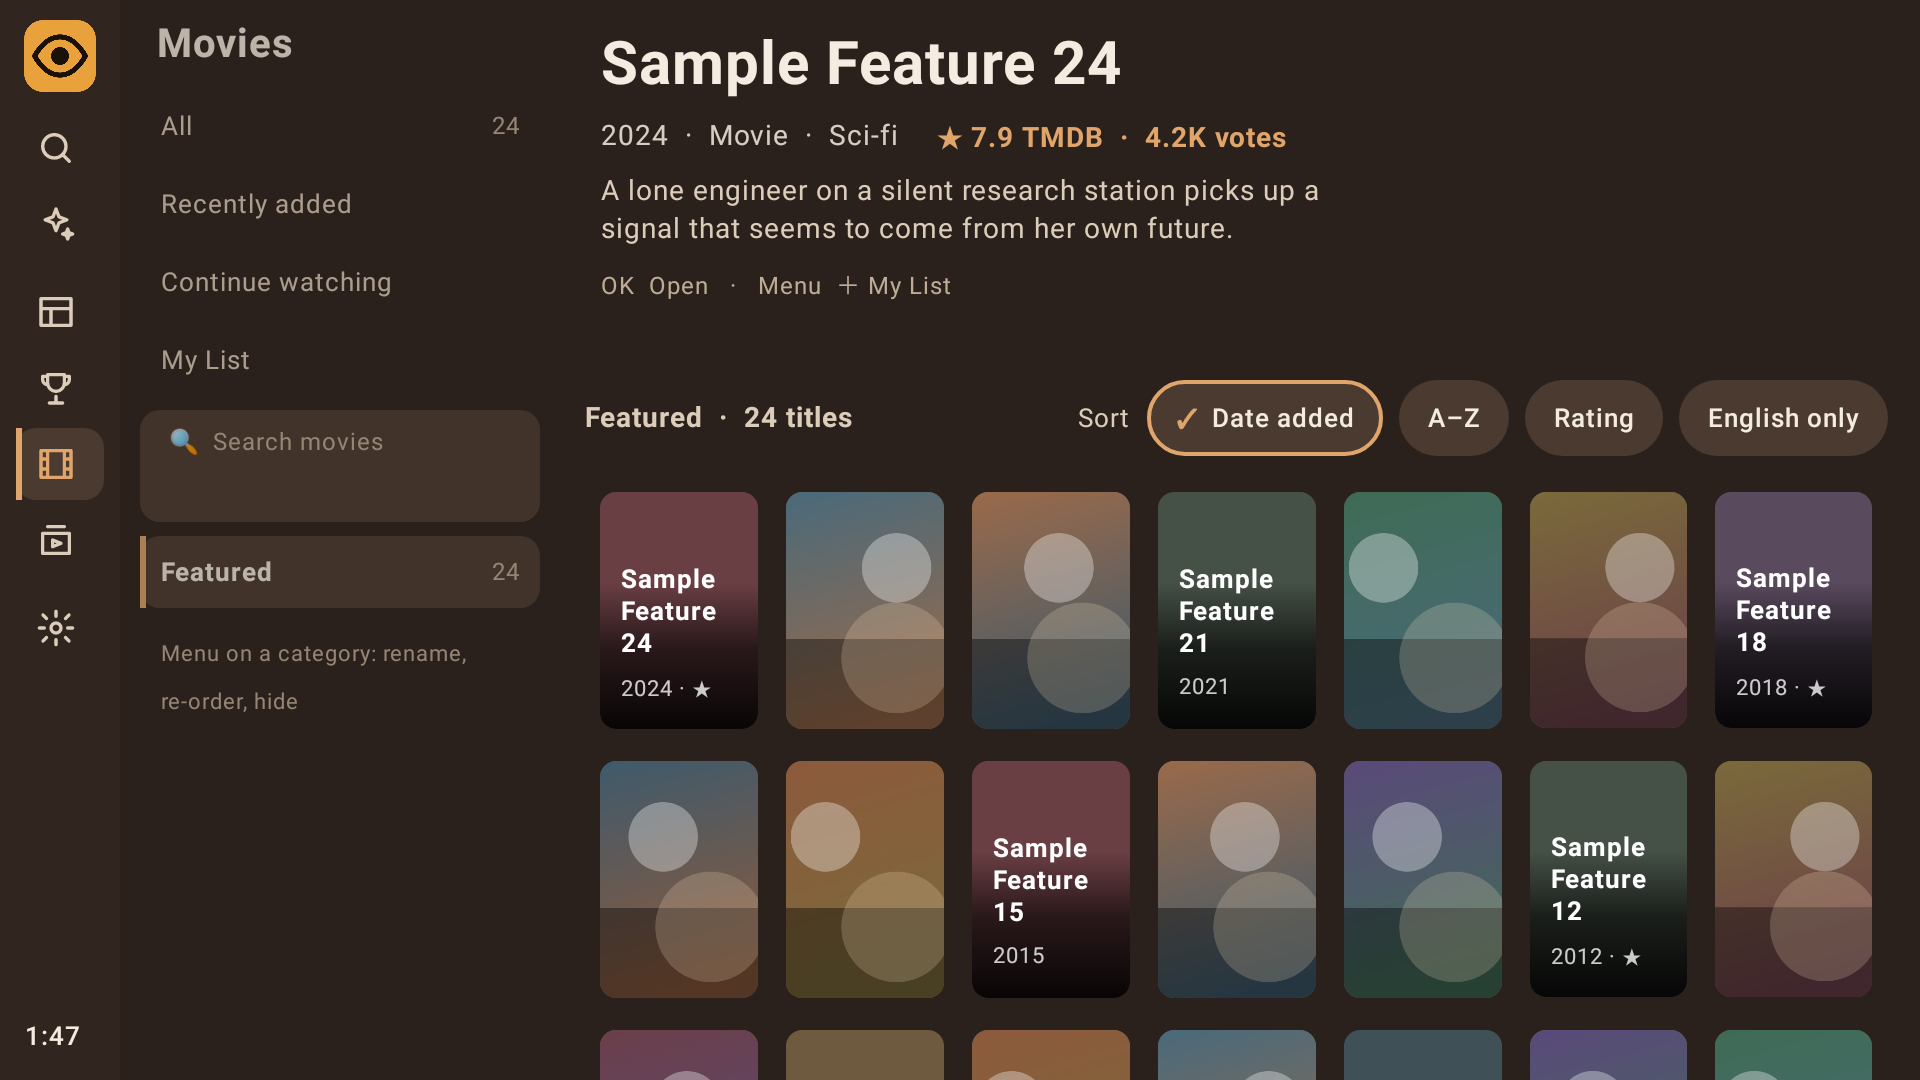 Movies
All 24
Recently added
Continue watching
My List
🔍 Search movies
Featured 24
Menu on a category: rename,
re-order, hide
1:47
Sample Feature 24
2024 · Movie · Sci-fi ★ 7.9 TMDB · 4.2K votes
A lone engineer on a silent research station picks up a
signal that seems to come from her own future.
OK Open · Menu + My List
Featured · 24 titles
Sort ✓ Date added A–Z Rating English only
Sample
Feature
24
2024 · ★
Sample
Feature
21
2021
Sample
Feature
18
2018 · ★
Sample
Feature
15
2015
Sample
Feature
12
2012 · ★